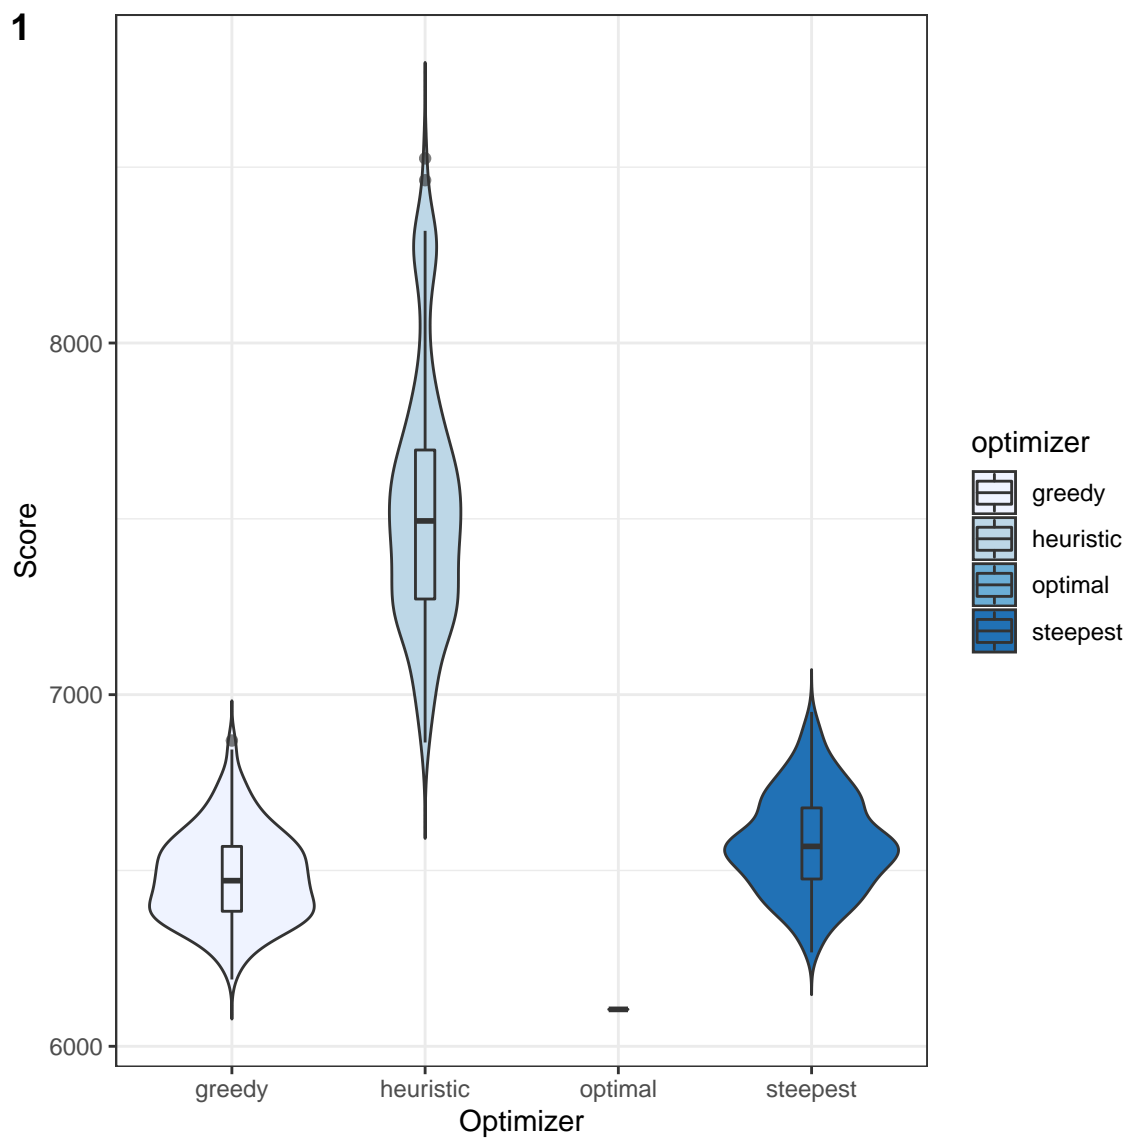 1
Score
8000
7000
6000
greedy
heuristic
optimal
steepest
Optimizer
optimizer
greedy
heuristic
optimal
steepest